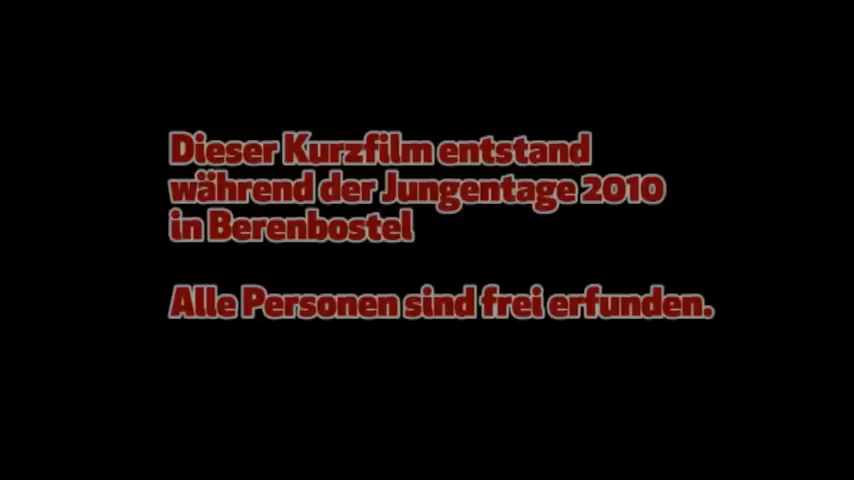 Dieser Kurzfilm entstand
während der Jungentage 2010
in Berenbostel
Alle Personen sind frei erfunden.